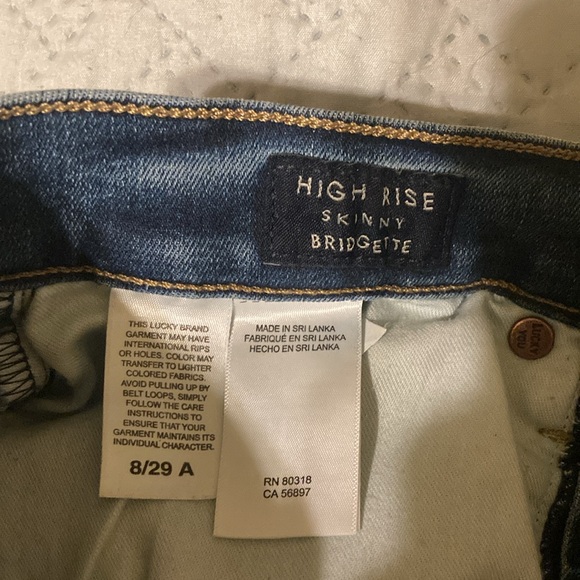 HIGH RISE
SKINNY
BRIDGETTE
THIS LUCKY BRAND
GARMENT MAY HAVE
INTERNATIONAL RIPS
OR HOLES. COLOR MAY
TRANSFER TO LIGHTER
COLORED FABRICS.
AVOID PULLING UP BY
BELT LOOPS, SIMPLY
FOLLOW THE CARE
INSTRUCTIONS TO
ENSURE THAT YOUR
GARMENT MAINTAINS ITS
INDIVIDUAL CHARACTER.
8/29 A
MADE IN SRI LANKA
FABRIQUÉ EN SRI LANKA
HECHO EN SRI LANKA
RN 80318
CA 56897
LUCKY
YOU